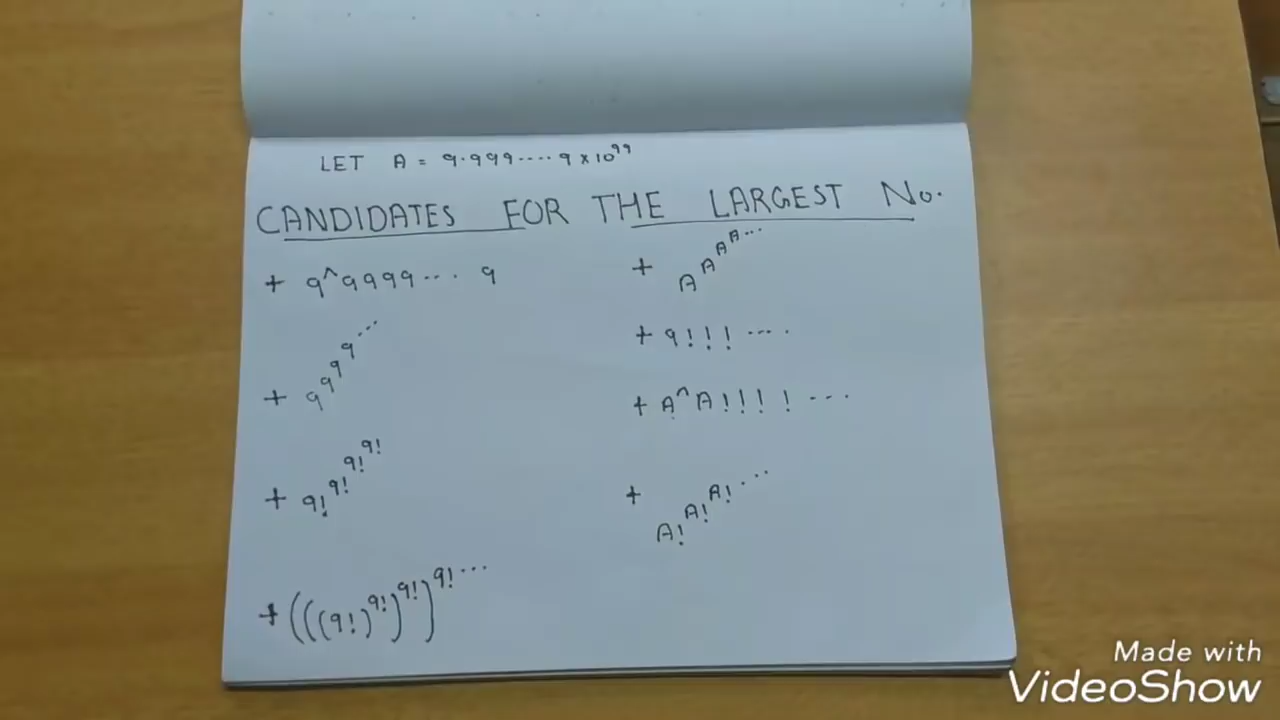 LET A = 9.999.... 9 x 10^99
CANDIDATES FOR THE LARGEST No.
+ 9^9999... 9
+ 9^9^9^9^...
+ 9!^9!^9!^9!
+ (((9!)^9!)^9!)^9!...
+ A^A^A^A^...
+ 9!!! ....
+ A^A!!!! ...
+ A!^A!^A!^...
Made with
VideoShow